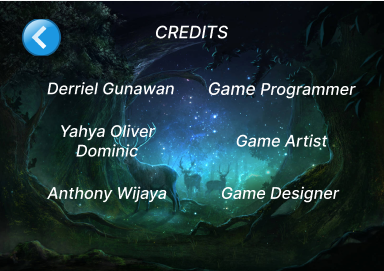 CREDITS
Derriel Gunawan Game Programmer
Yahya Oliver
Dominic Game Artist
Anthony Wijaya Game Designer